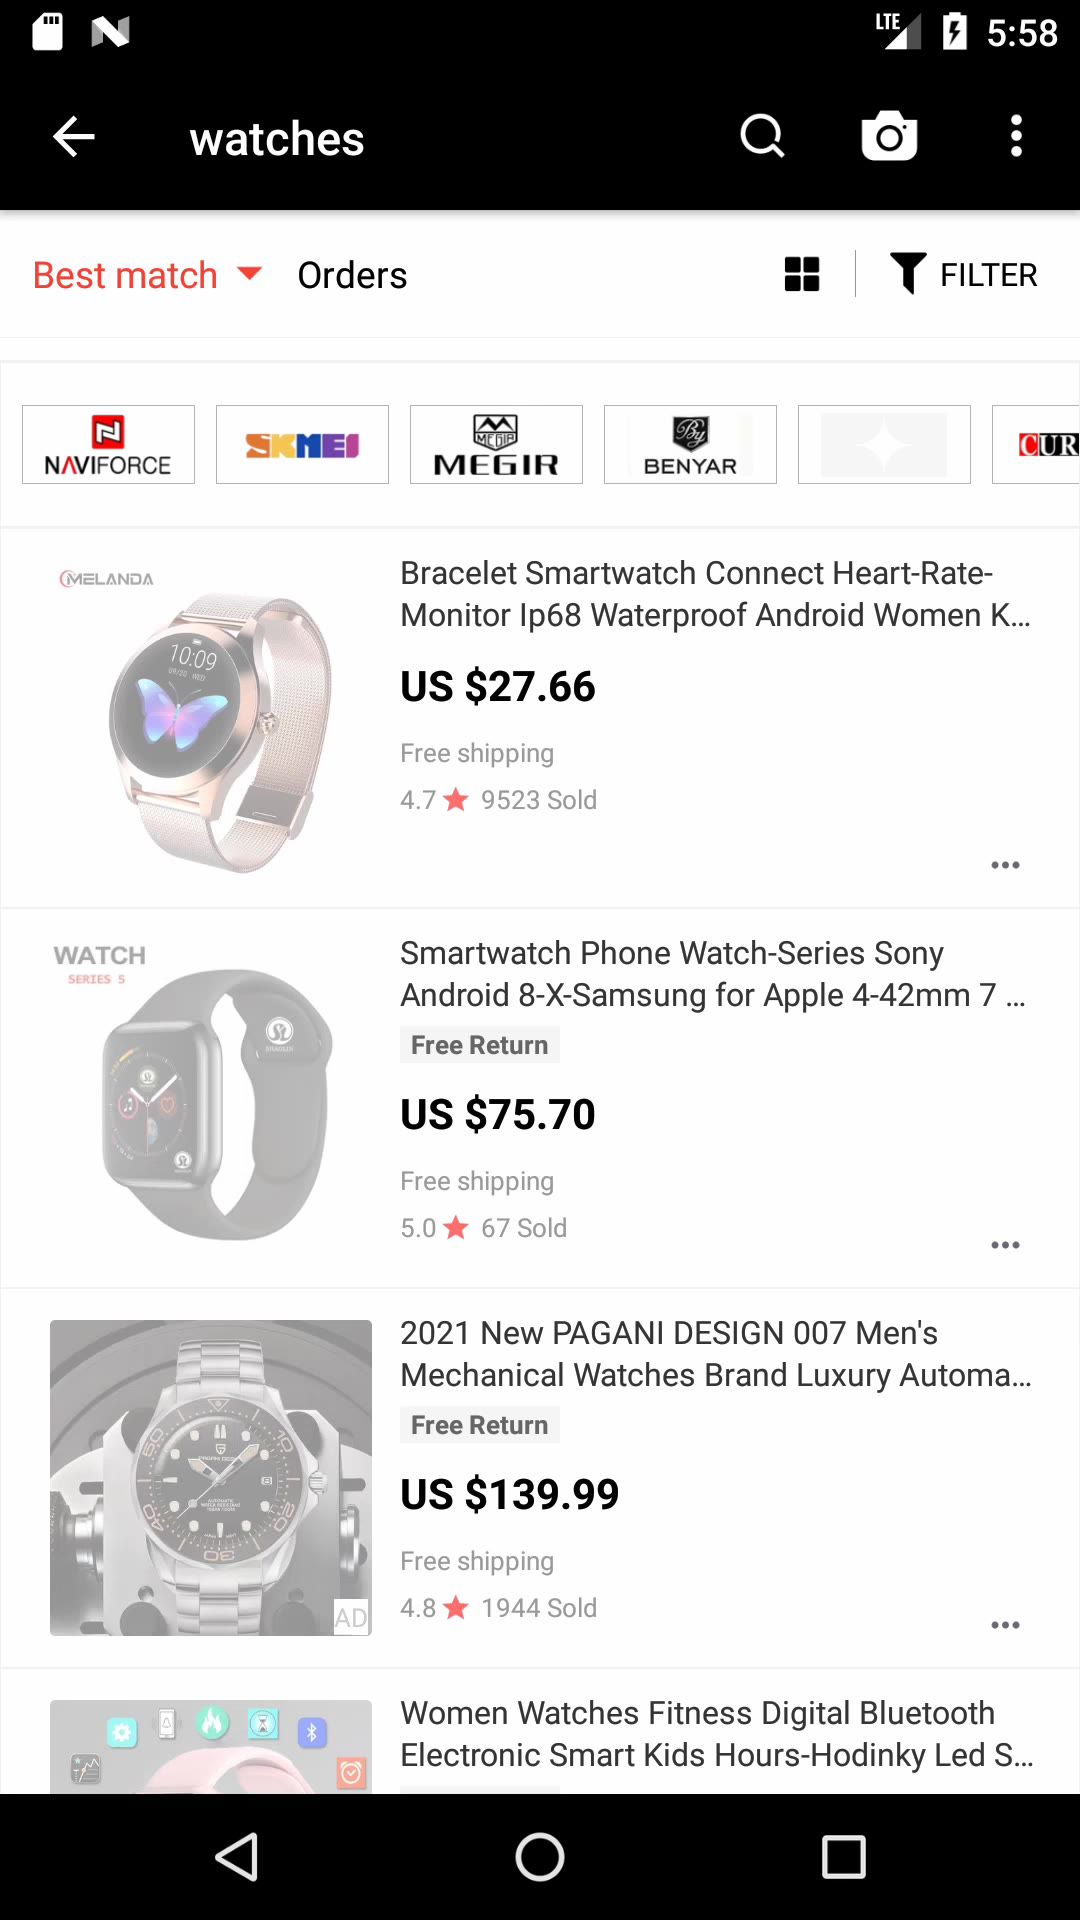 LTE 5:58
watches
Best match Orders FILTER
NAVIFORCE SKMEI MEGIR MEGIR By BENYAR CUR
MELANDA
Bracelet Smartwatch Connect Heart-Rate-
Monitor Ip68 Waterproof Android Women K...
10:09
US $27.66
Free shipping
4.7 9523 Sold
WATCH
SERIES 5
Smartwatch Phone Watch-Series Sony
Android 8-X-Samsung for Apple 4-42mm 7 ...
Free Return
US $75.70
Free shipping
5.0 67 Sold
2021 New PAGANI DESIGN 007 Men's
Mechanical Watches Brand Luxury Automa...
Free Return
US $139.99
Free shipping
4.8 1944 Sold
AD
Women Watches Fitness Digital Bluetooth
Electronic Smart Kids Hours-Hodinky Led S...